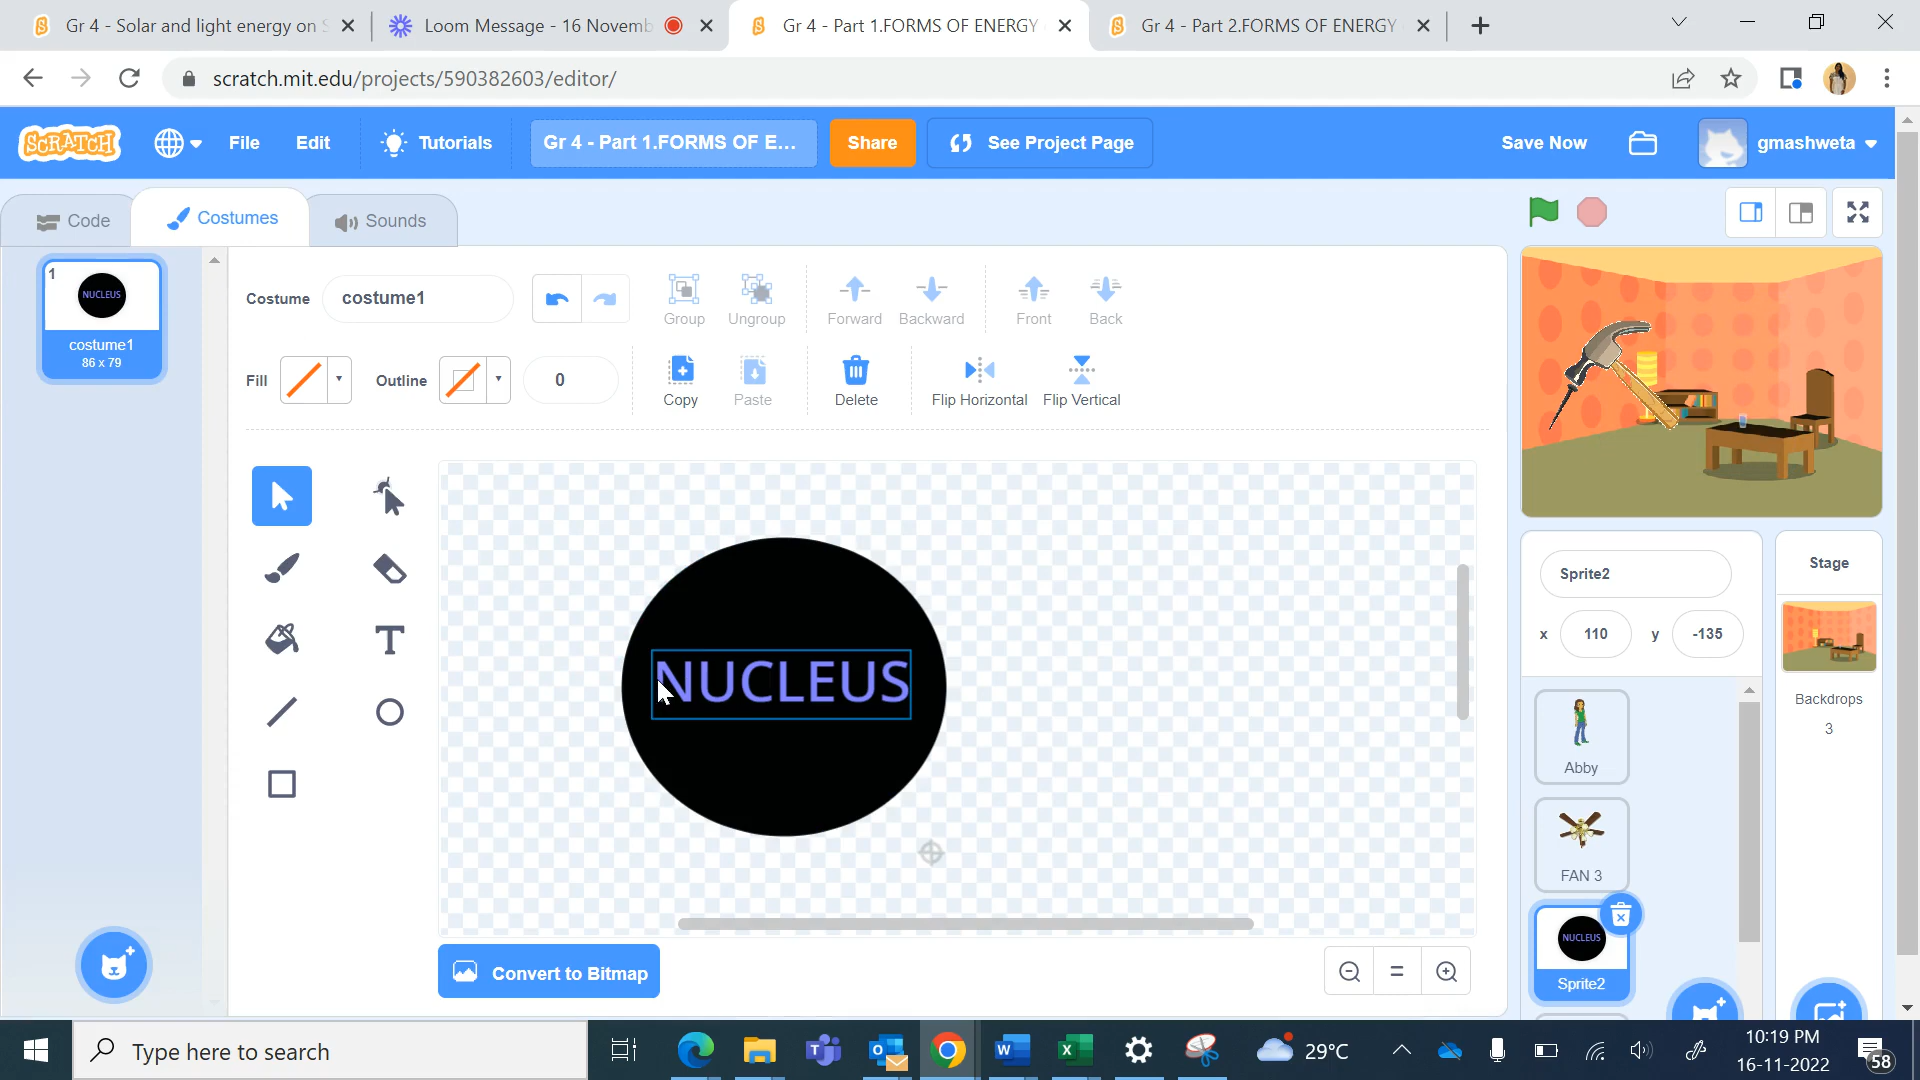 Gr 4 - Solar and light energy on S
Loom Message - 16 Novemb
Gr 4 - Part 1.FORMS OF ENERGY
Gr 4 - Part 2.FORMS OF ENERGY
scratch.mit.edu/projects/590382603/editor/
SCRATCH
File
Edit
Tutorials
Gr 4 - Part 1.FORMS OF E...
Share
See Project Page
Save Now
gmashweta
Code
Costumes
Sounds
1
NUCLEUS
costume1
86 x 79
Costume
costume1
Group
Ungroup
Forward
Backward
Front
Back
Fill
Outline
0
Copy
Paste
Delete
Flip Horizontal
Flip Vertical
NUCLEUS
Convert to Bitmap
Sprite2
x
110
y
-135
Stage
Backdrops
3
Abby
FAN 3
NUCLEUS
Sprite2
Type here to search
29°C
10:19 PM
16-11-2022
58